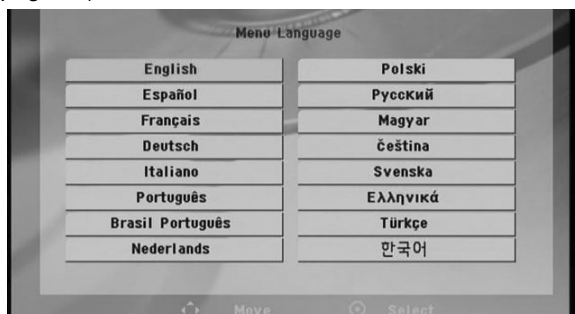 Menu Language
English
Español
Français
Deutsch
Italiano
Português
Brasil Português
Nederlands
Polski
Русский
Magyar
čeština
Svenska
Ελληνικά
Türkçe
한국어
Move Select